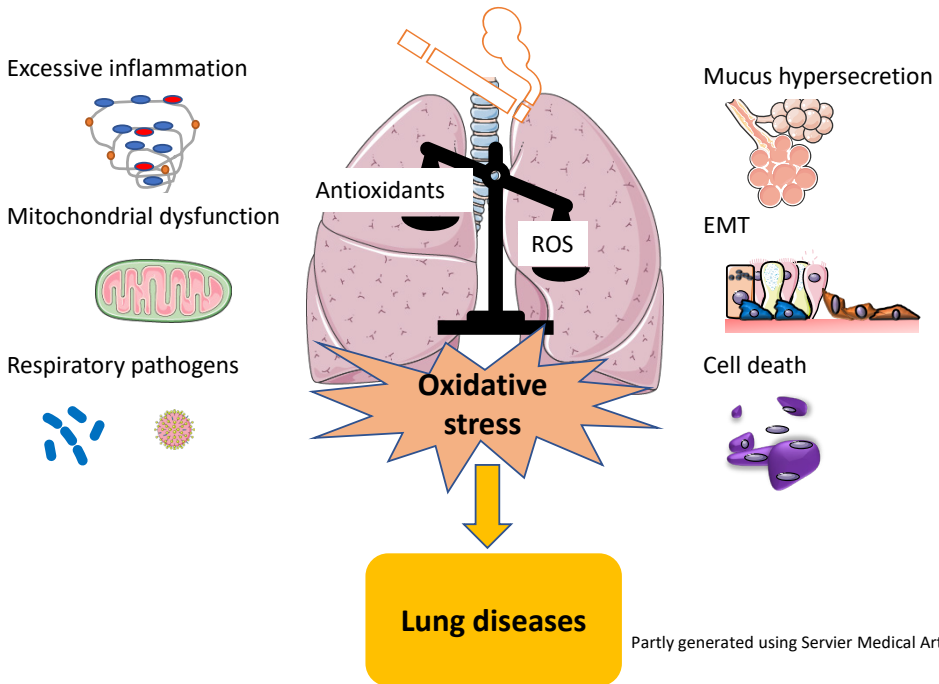 Excessive inflammation
Mitochondrial dysfunction
Respiratory pathogens
Antioxidants
ROS
Mucus hypersecretion
EMT
Cell death
Oxidative
stress
Lung diseases
Partly generated using Servier Medical Art